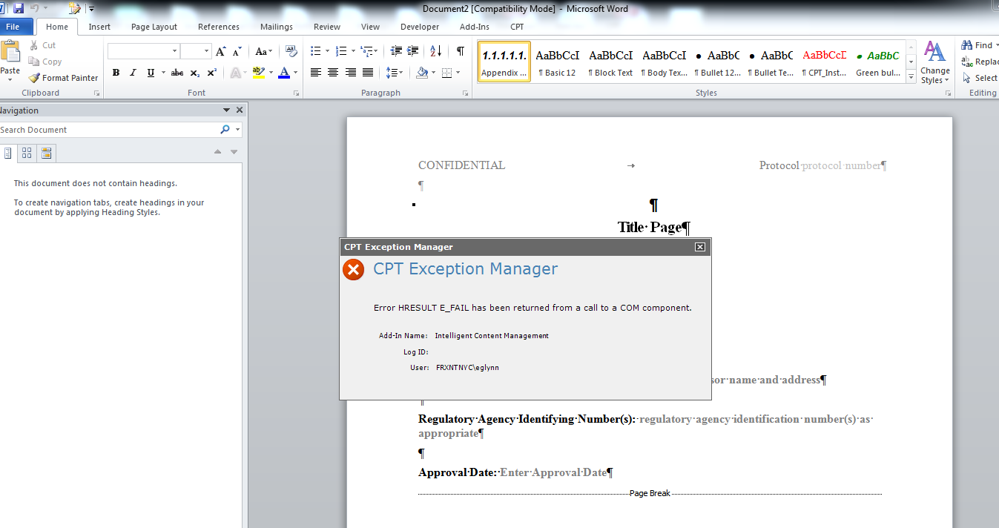 Document2 [Compatibility Mode] - Microsoft Word
File Home Insert Page Layout References Mailings Review View Developer Add-Ins CPT
Cut
Copy
Paste
Format Painter
Clipboard
Aa
B I U abc X₂ X² A ab A
Font
A Z ¶
Paragraph
1.1.1.1.1. AaBbCcI AaBbCcI AaBbCcI • AaBbC • AaBbC AaBbCcI • AaBbC
Appendix ... ¶ Basic 12 ¶ Block Text ¶ Body Tex... ¶ Bullet 12... ¶ Bullet Te... ¶ CPT_Inst... Green bul...
Styles
Change
Styles
Find
Replac
Select
Editing
Navigation
Search Document
This document does not contain headings.
To create navigation tabs, create headings in your
document by applying Heading Styles.
CONFIDENTIAL → Protocol·protocol·number¶
¶
¶
Title·Page¶
CPT Exception Manager
CPT Exception Manager
Error HRESULT E_FAIL has been returned from a call to a COM component.
Add-In Name: Intelligent Content Management
Log ID:
User: FRXNTNYC\eglynn
sor·name·and·address¶
¶
Regulatory·Agency·Identifying·Number(s):·regulatory·agency·identification·number(s)·as·
appropriate¶
¶
Approval·Date:·Enter·Approval·Date¶
Page Break